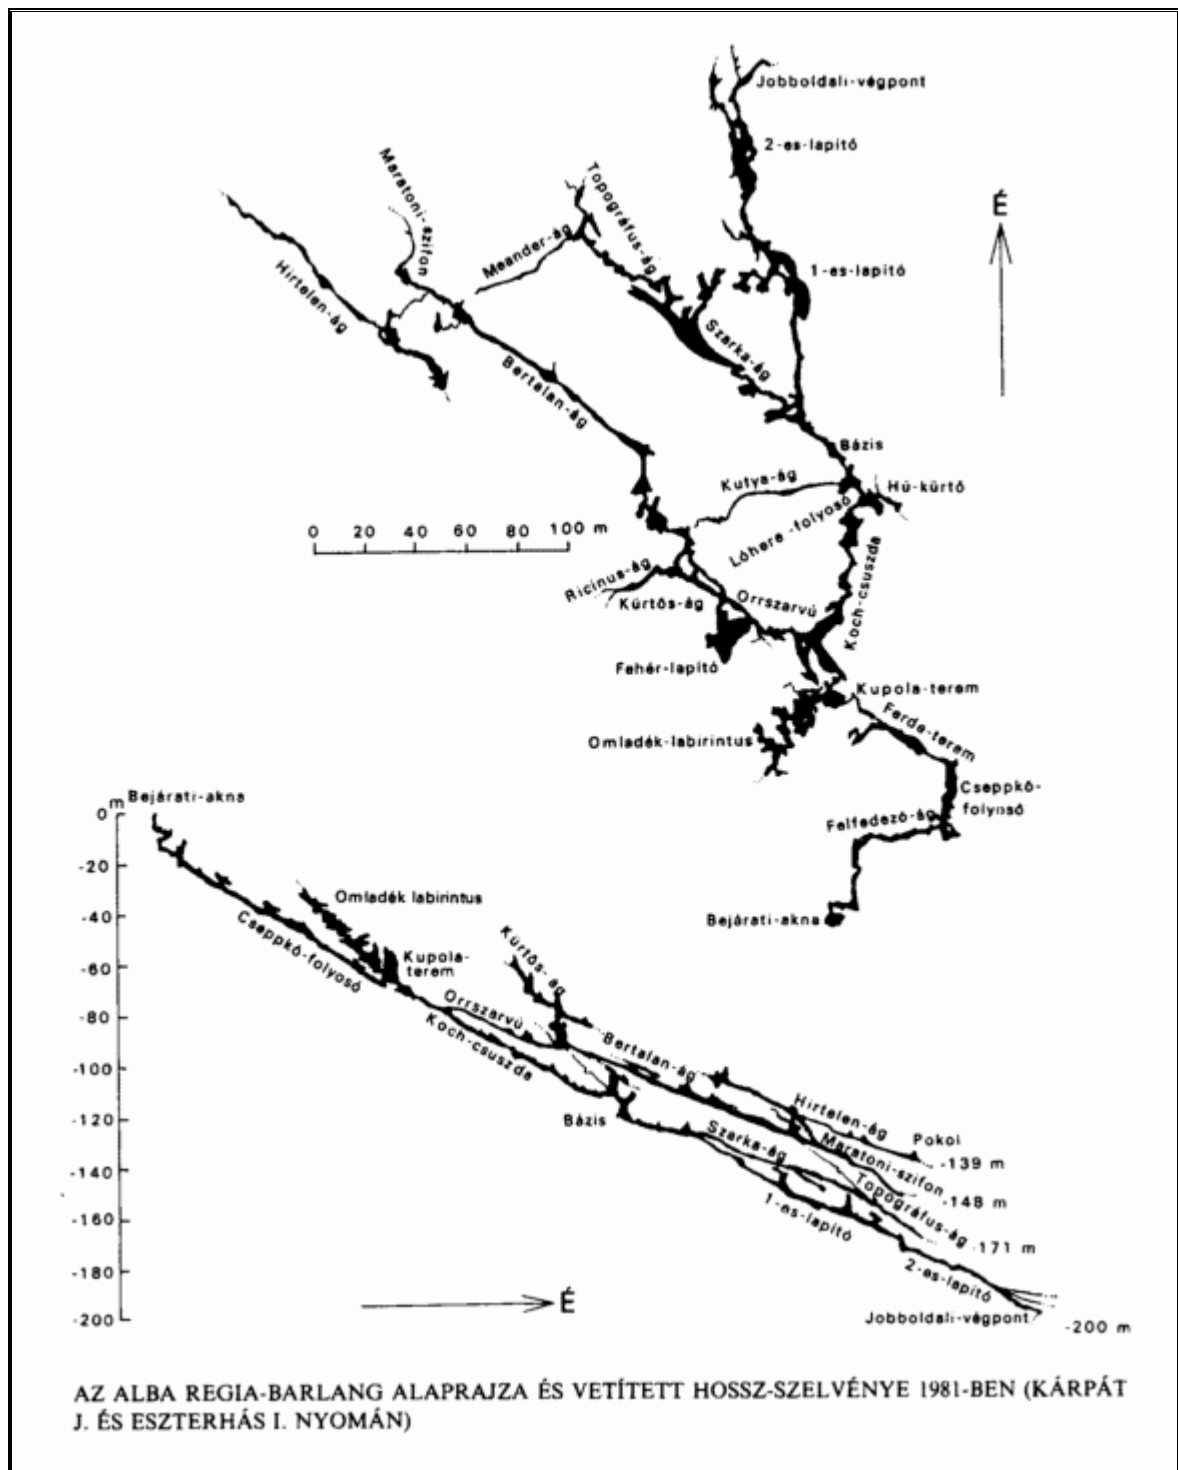 Jobboldali-végpont
2-es-lapító
Maratoni-szifon
Topográfus-ág
É
Meander-ág
Hirtelen-ág
1-es-lapító
Szarka-ág
Bertalan-ág
Bázis
Kutya-ág
Hú-kürtő
0 20 40 60 80 100 m
Lóhere-folyosó
Koch-csuszda
Ricinus-ág
Kürtős-ág
Orrszarvú
Fehér-lapító
Kupola-terem
Ferde-terem
Omladék-labirintus
Cseppkő-
folyosó
Felfedező-ág
Bejárati-akna
m
Bejárati-akna
0
-20
-40
-60
-80
-100
-120
-140
-160
-180
-200
Omladék labirintus
Cseppkő-folyosó
Kupola-
terem
Kürtős-ág
Orrszarvú
Koch-csuszda
Bertalan-ág
Bázis
Hirtelen-ág
Pokol
-139 m
Szarka-ág
Maratoni-szifon
-148 m
Topográfus-ág
-171 m
1-es-lapító
2-es-lapító
É
Jobboldali-végpont
-200 m
AZ ALBA REGIA-BARLANG ALAPRAJZA ÉS VETÍTETT HOSSZ-SZELVÉNYE 1981-BEN (KÁRPÁT
J. ÉS ESZTERHÁS I. NYOMÁN)